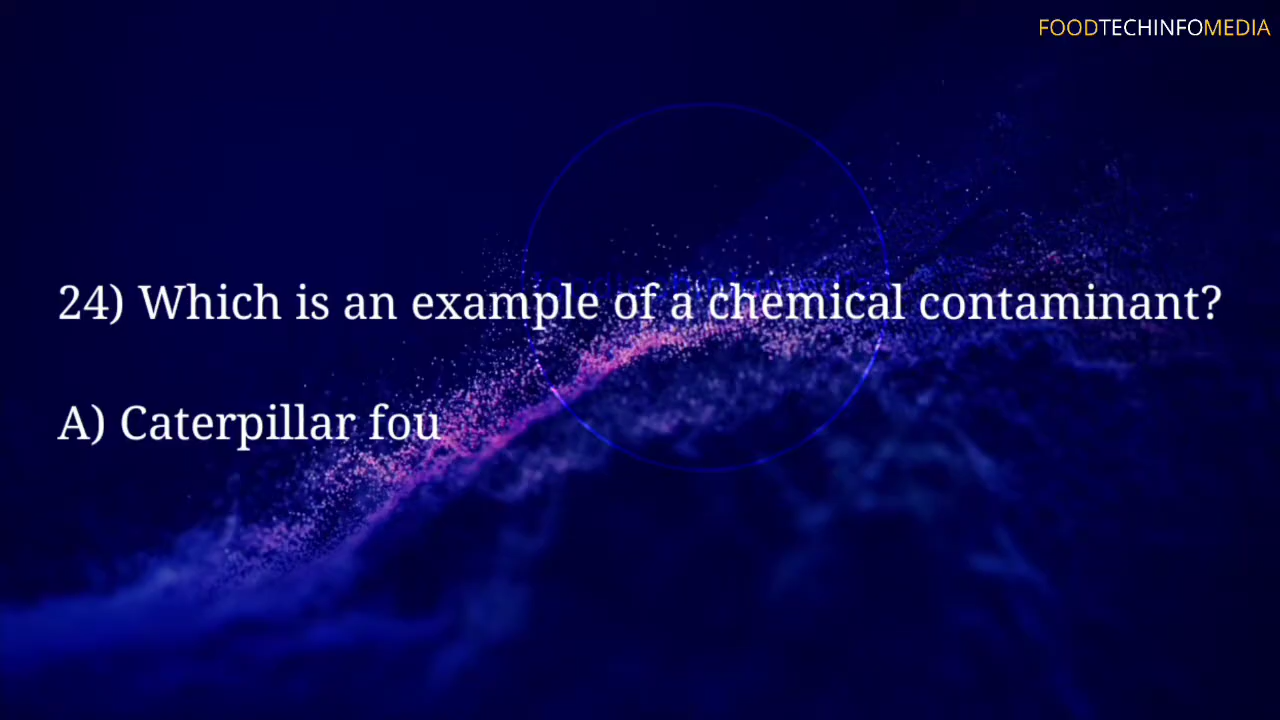 FOODTECHINFOMEDIA
24) Which is an example of a chemical contaminant?
A) Caterpillar fou